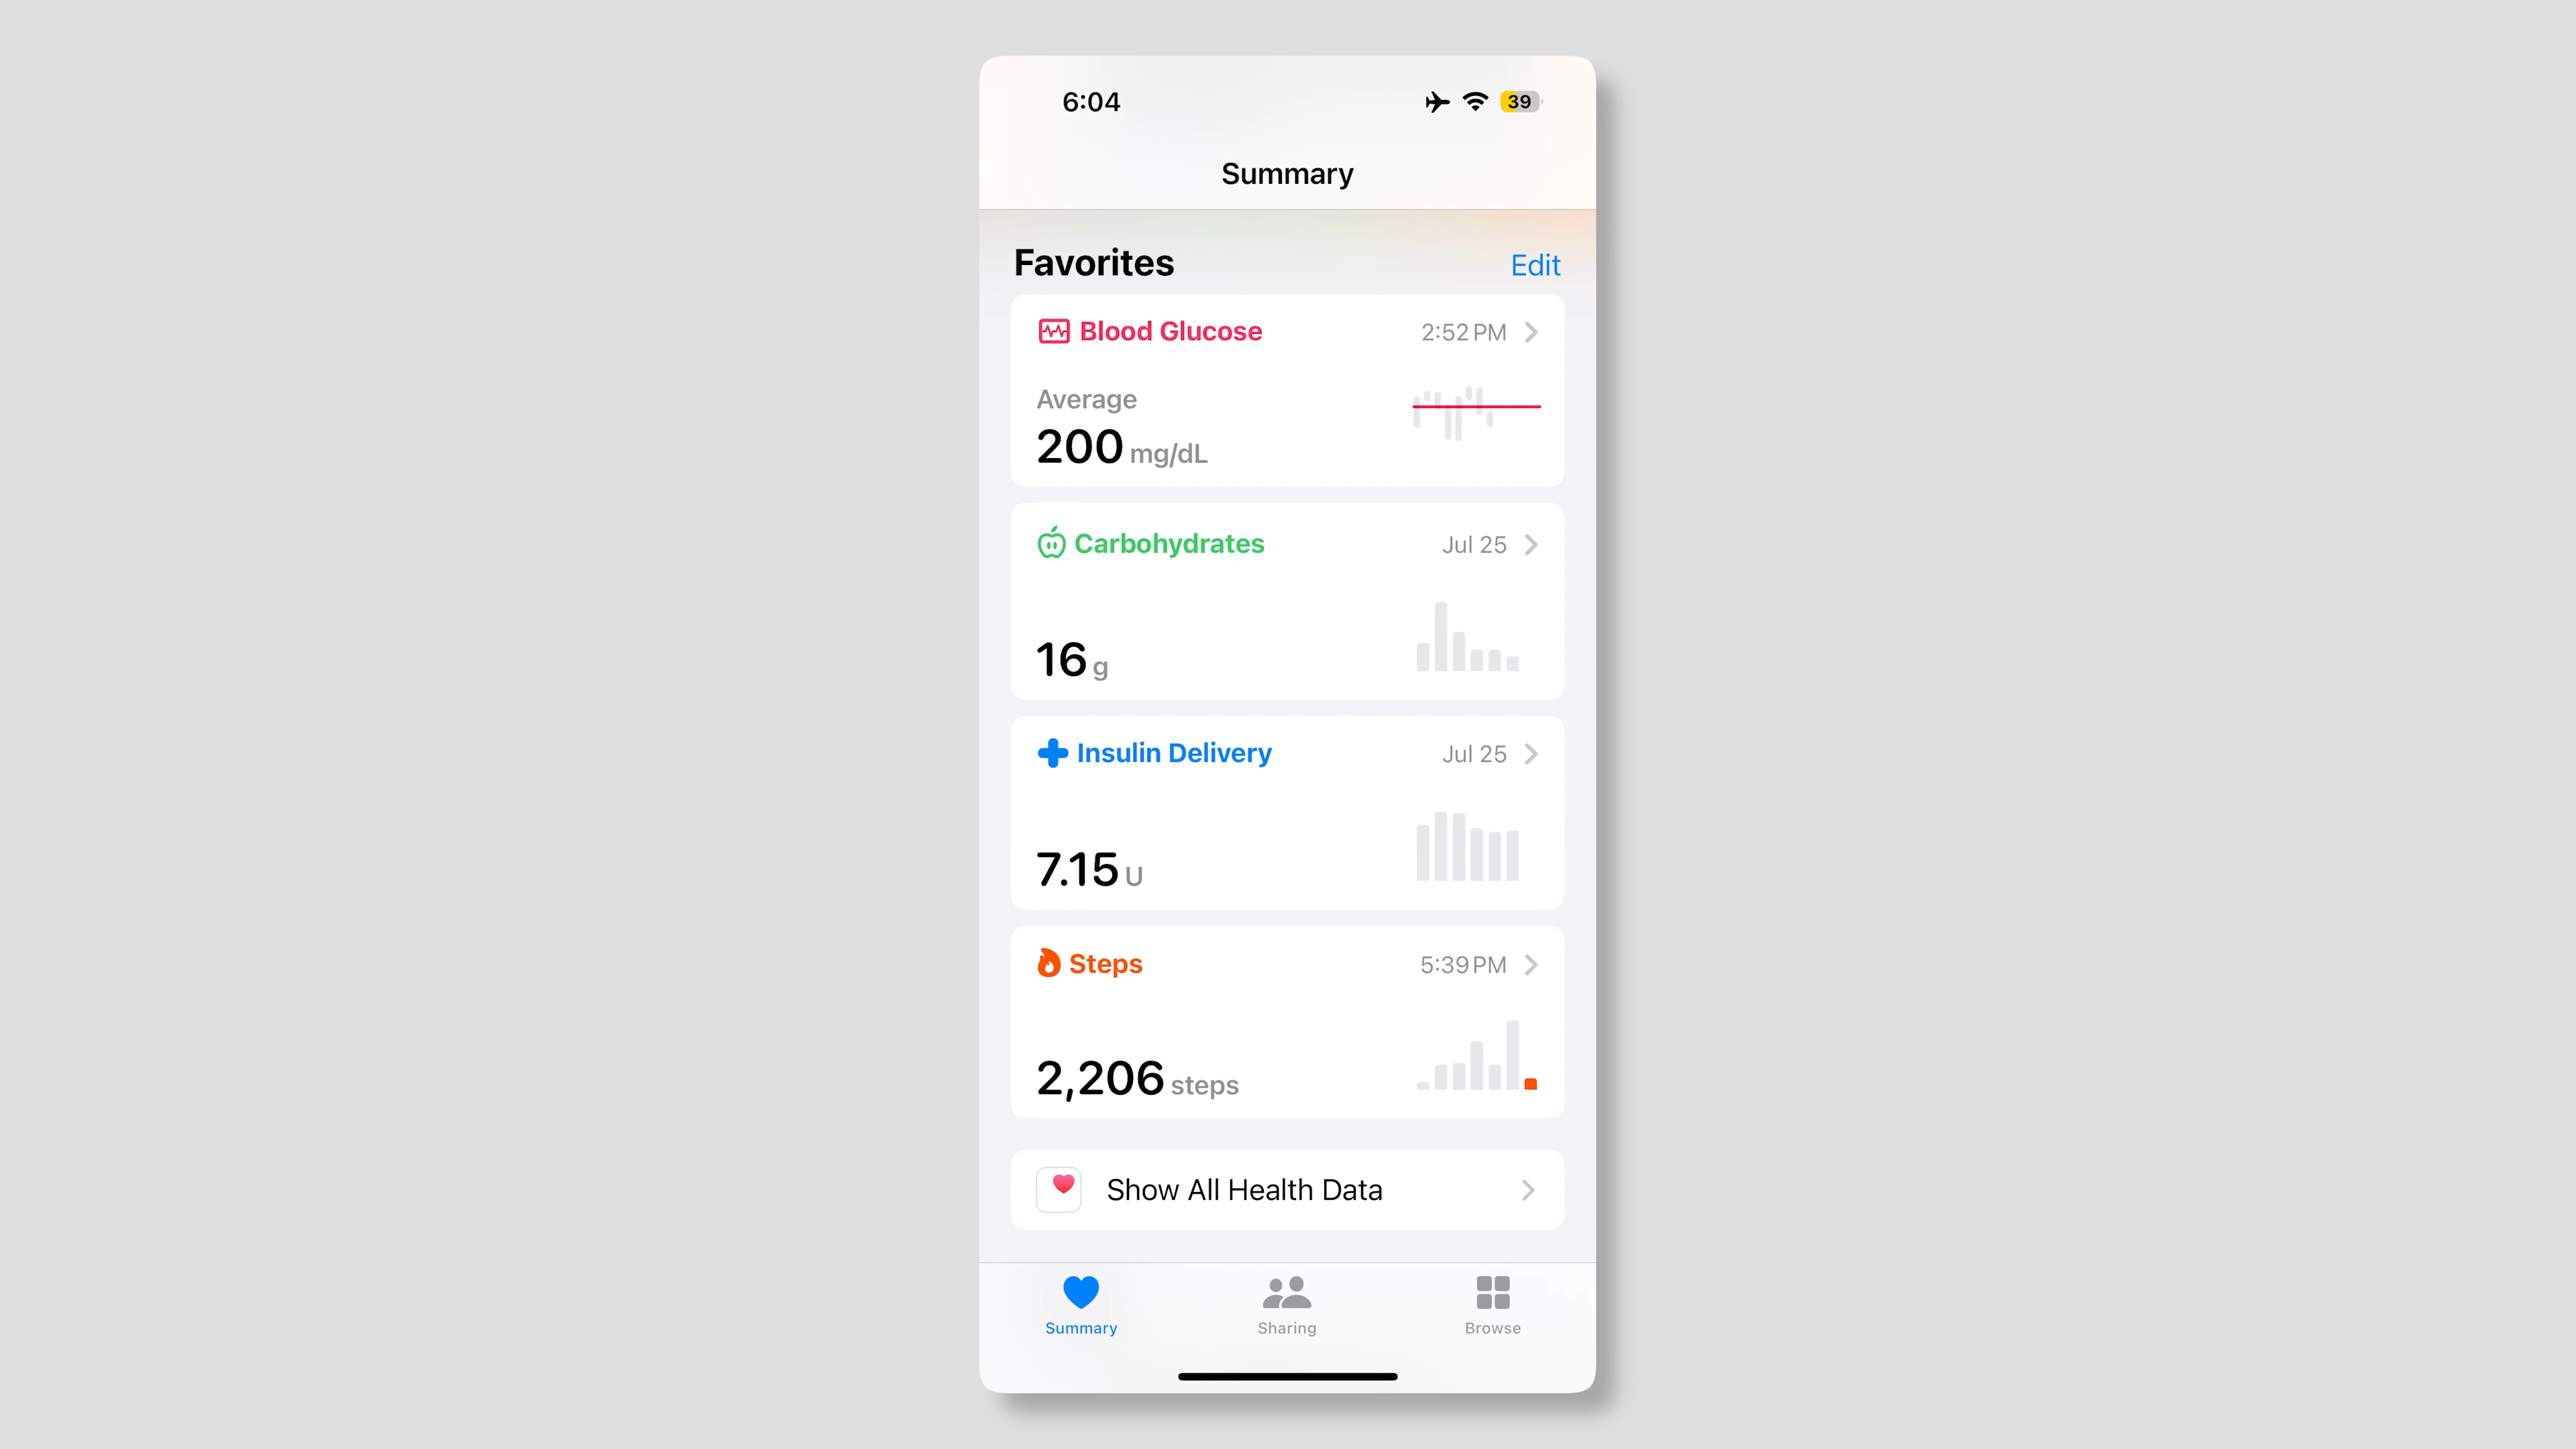 6:04 39
Summary
Favorites Edit
Blood Glucose 2:52 PM
Average
200 mg/dL
Carbohydrates Jul 25
16 g
Insulin Delivery Jul 25
7.15 U
Steps 5:39 PM
2,206 steps
Show All Health Data
Summary Sharing Browse